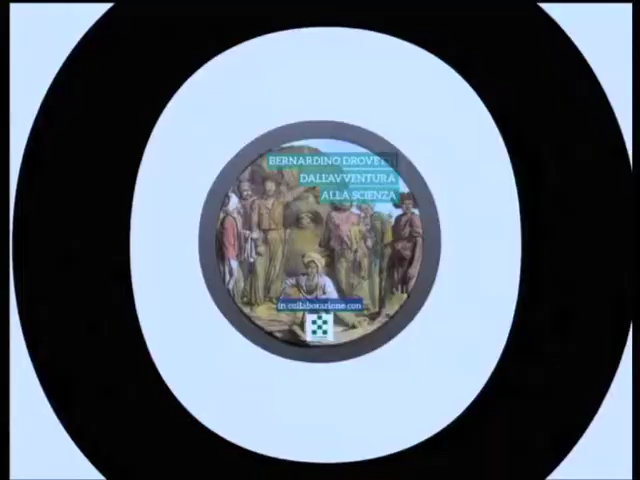 BERNARDINO DROVETTI
DALL'AVVENTURA
ALLA SCIENZA
in collaborazione con